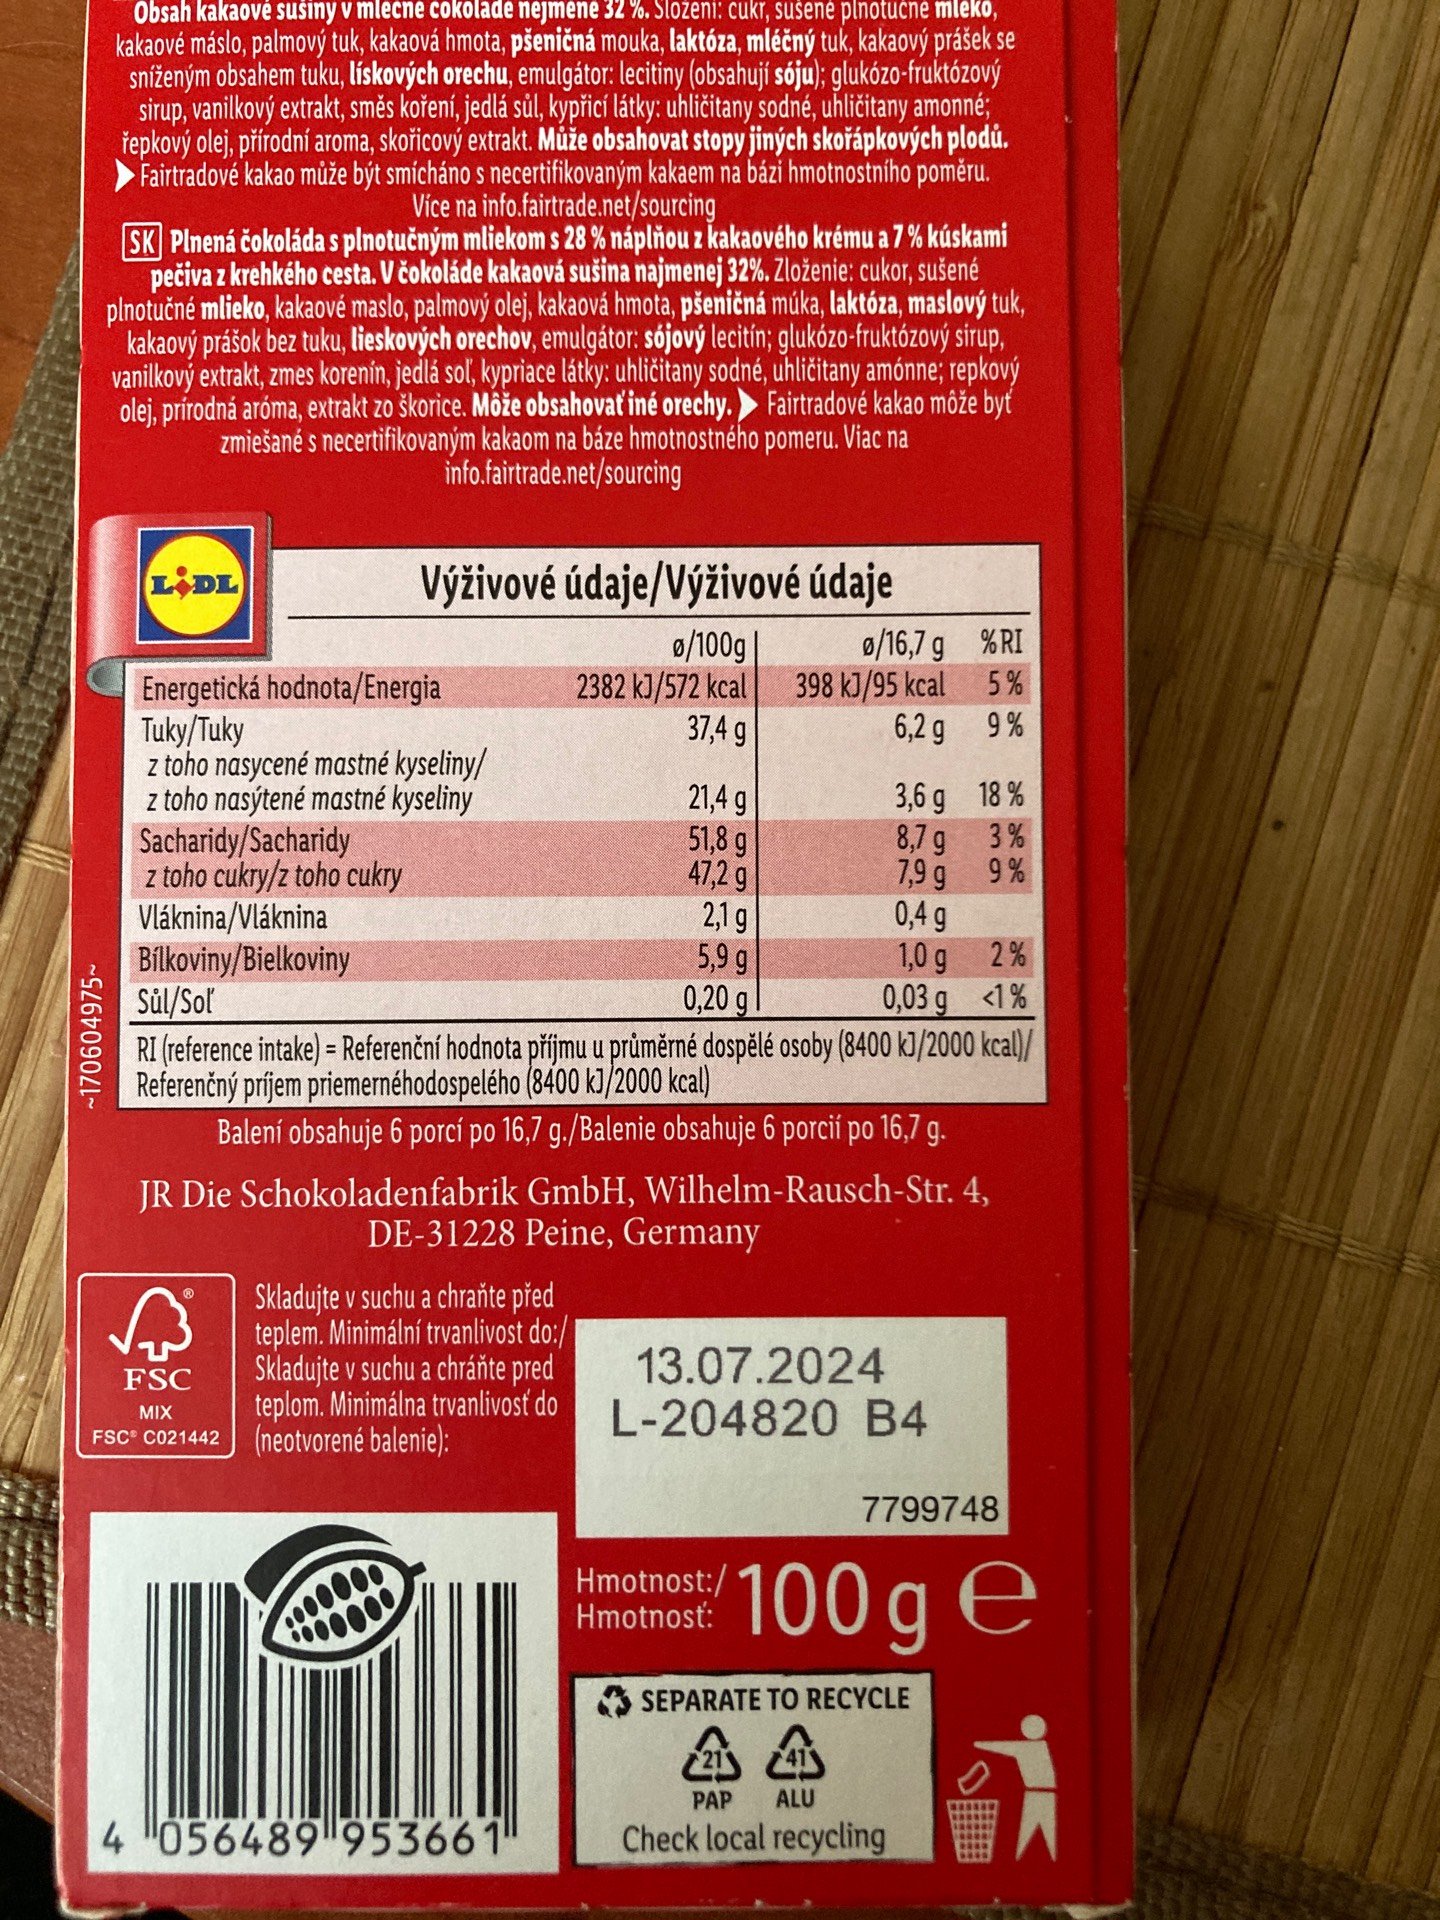 Obsah kakaové sušiny v mléčné čokoládě nejméně 32 %. Složení: cukr, sušené plnotučné mléko,
kakaové máslo, palmový tuk, kakaová hmota, pšeničná mouka, laktóza, mléčný tuk, kakaový prášek se
sníženým obsahem tuku, lískových orechu, emulgátor: lecitiny (obsahují sóju); glukózo-fruktózový
sirup, vanilkový extrakt, směs koření, jedlá sůl, kypřicí látky: uhličitany sodné, uhličitany amonné;
řepkový olej, přírodní aroma, skořicový extrakt. Může obsahovat stopy jiných skořápkových plodů.
Fairtradové kakao může být smícháno s necertifikovaným kakaem na bázi hmotnostního poměru.
Více na info.fairtrade.net/sourcing
SK Plnená čokoláda s plnotučným mliekom s 28 % náplňou z kakaového krému a 7 % kúskami
pečiva z krehkého cesta. V čokoláde kakaová sušina najmenej 32%. Zloženie: cukor, sušené
plnotučné mlieko, kakaové maslo, palmový olej, kakaová hmota, pšeničná múka, laktóza, maslový tuk,
kakaový prášok bez tuku, lieskových orechov, emulgátor: sójový lecitín; glukózo-fruktózový sirup,
vanilkový extrakt, zmes korenín, jedlá soľ, kypriace látky: uhličitany sodné, uhličitany amónne; repkový
olej, prírodná aróma, extrakt zo škorice. Môže obsahovať iné orechy. Fairtradové kakao môže byť
zmiešané s necertifikovaným kakaom na báze hmotnostného pomeru. Viac na
info.fairtrade.net/sourcing
LIDL
Výživové údaje/Výživové údaje
ø/100g ø/16,7 g %RI
Energetická hodnota/Energia 2382 kJ/572 kcal 398 kJ/95 kcal 5 %
Tuky/Tuky 37,4 g 6,2 g 9 %
z toho nasycené mastné kyseliny/
z toho nasýtené mastné kyseliny 21,4 g 3,6 g 18 %
Sacharidy/Sacharidy 51,8 g 8,7 g 3 %
z toho cukry/z toho cukry 47,2 g 7,9 g 9 %
Vláknina/Vláknina 2,1 g 0,4 g
Bílkoviny/Bielkoviny 5,9 g 1,0 g 2 %
Sůl/Soľ 0,20 g 0,03 g <1 %
RI (reference intake) = Referenční hodnota příjmu u průměrné dospělé osoby (8400 kJ/2000 kcal)/
Referenčný príjem priemernéhodospelého (8400 kJ/2000 kcal)
~170604975~
Balení obsahuje 6 porcí po 16,7 g./Balenie obsahuje 6 porcií po 16,7 g.
JR Die Schokoladenfabrik GmbH, Wilhelm-Rausch-Str. 4,
DE-31228 Peine, Germany
®
FSC
MIX
FSC® C021442
Skladujte v suchu a chraňte před
teplem. Minimální trvanlivost do:/
Skladujte v suchu a chráňte pred
teplom. Minimálna trvanlivosť do
(neotvorené balenie):
13.07.2024
L-204820 B4
7799748
Hmotnost:/
Hmotnosť:
100 g e
SEPARATE TO RECYCLE
21 41
PAP ALU
Check local recycling
4 056489 953661